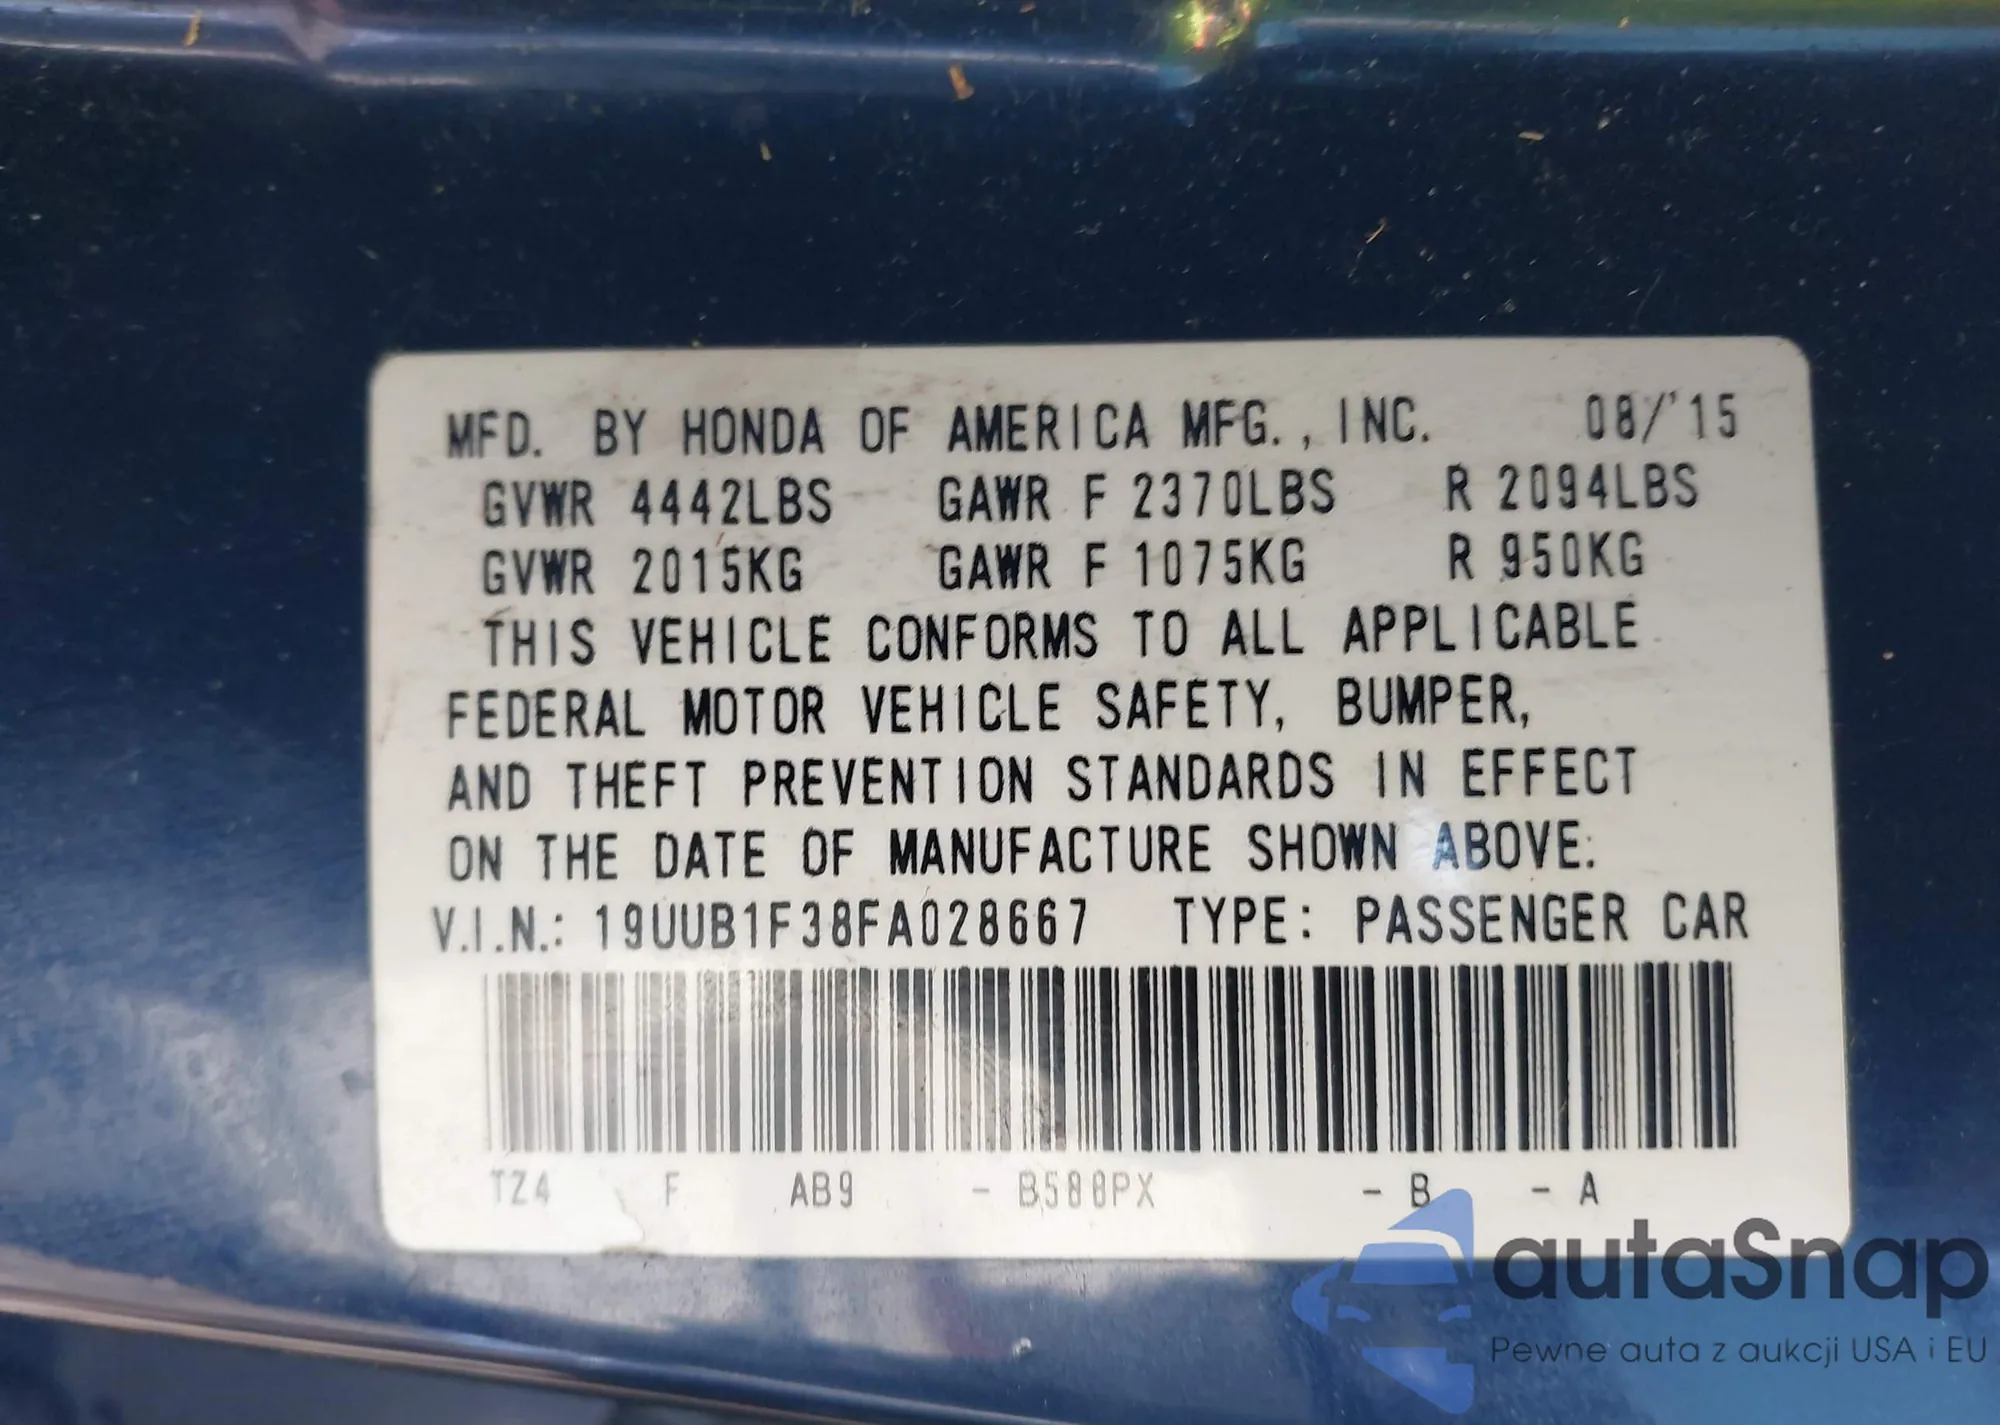 MFD. BY HONDA OF AMERICA MFG., INC. 08/'15
GVWR 4442LBS GAWR F 2370LBS R 2094LBS
GVWR 2015KG GAWR F 1075KG R 950KG
THIS VEHICLE CONFORMS TO ALL APPLICABLE
FEDERAL MOTOR VEHICLE SAFETY, BUMPER,
AND THEFT PREVENTION STANDARDS IN EFFECT
ON THE DATE OF MANUFACTURE SHOWN ABOVE.
V.I.N.: 19UUB1F38FA028667 TYPE: PASSENGER CAR
TZ4 F AB9 - B588PX - B - A
autaSnap
Pewne auta z aukcji USA i EU